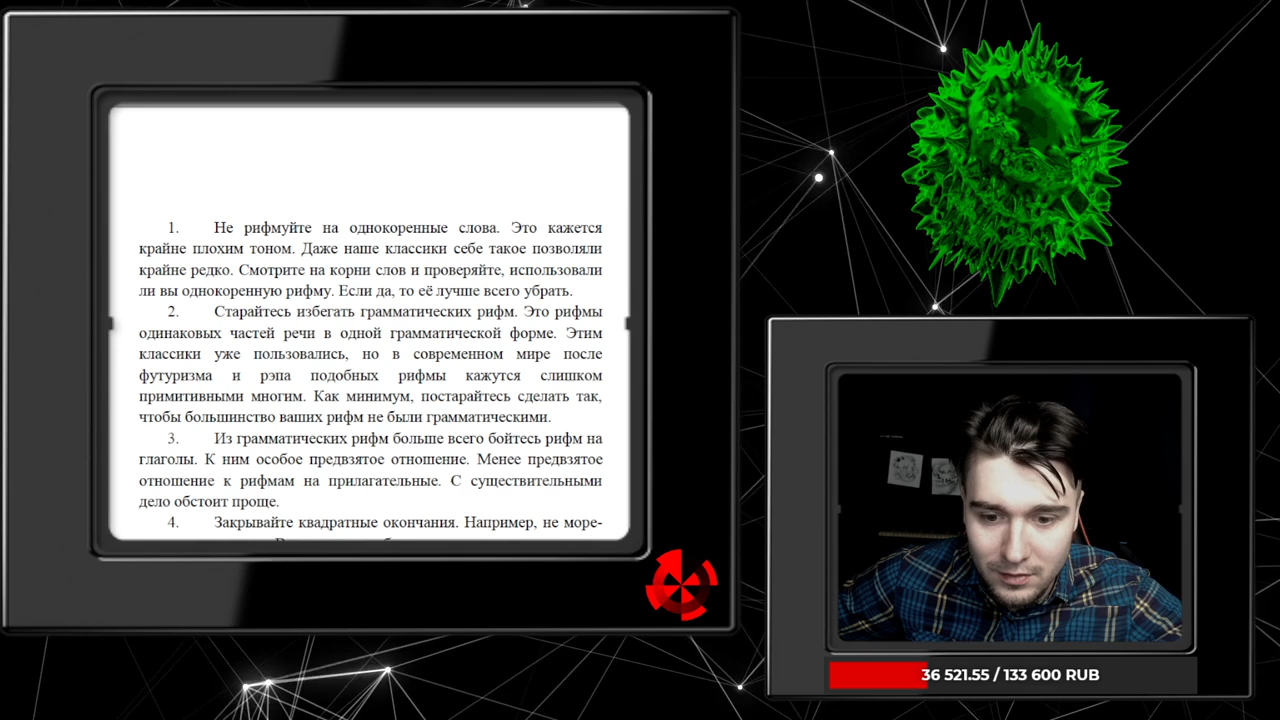 1. Не рифмуйте на однокоренные слова. Это кажется
крайне плохим тоном. Даже наше классики себе такое позволяли
крайне редко. Смотрите на корни слов и проверяйте, использовали
ли вы однокоренную рифму. Если да, то её лучше всего убрать.
2. Старайтесь избегать грамматических рифм. Это рифмы
одинаковых частей речи в одной грамматической форме. Этим
классики уже пользовались, но в современном мире после
футуризма и рэпа подобных рифмы кажутся слишком
примитивными многим. Как минимум, постарайтесь сделать так,
чтобы большинство ваших рифм не были грамматическими.
3. Из грамматических рифм больше всего бойтесь рифм на
глаголы. К ним особое предвзятое отношение. Менее предвзятое
отношение к рифмам на прилагательные. С существительными
дело обстоит проще.
4. Закрывайте квадратные окончания. Например, не море-
36 521.55 / 133 600 RUB